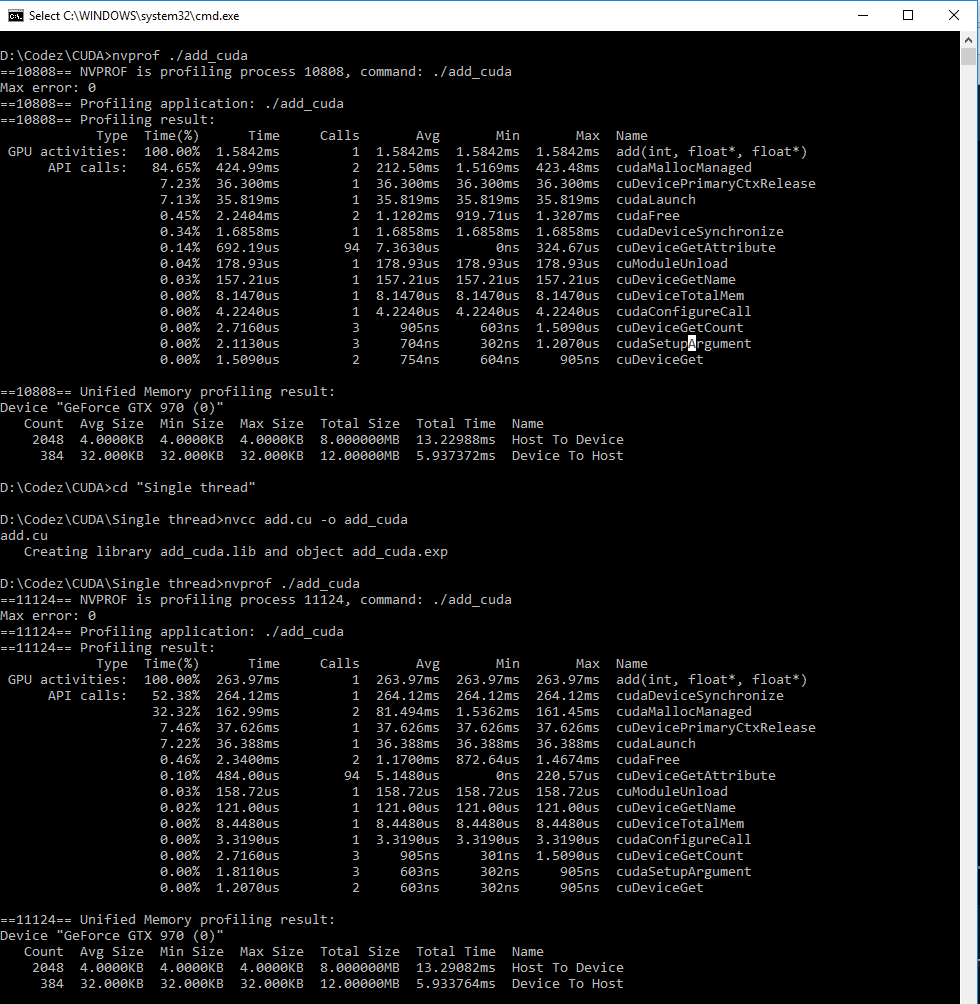 Select C:\WINDOWS\system32\cmd.exe
D:\Codez\CUDA>nvprof ./add_cuda
==10808== NVPROF is profiling process 10808, command: ./add_cuda
Max error: 0
==10808== Profiling application: ./add_cuda
==10808== Profiling result:
            Type  Time(%)      Time     Calls       Avg       Min       Max  Name
 GPU activities:  100.00%  1.5842ms         1  1.5842ms  1.5842ms  1.5842ms  add(int, float*, float*)
      API calls:   84.65%  424.99ms         2  212.50ms  1.5169ms  423.48ms  cudaMallocManaged
                    7.23%  36.300ms         1  36.300ms  36.300ms  36.300ms  cuDevicePrimaryCtxRelease
                    7.13%  35.819ms         1  35.819ms  35.819ms  35.819ms  cudaLaunch
                    0.45%  2.2404ms         2  1.1202ms  919.71us  1.3207ms  cudaFree
                    0.34%  1.6858ms         1  1.6858ms  1.6858ms  1.6858ms  cudaDeviceSynchronize
                    0.14%  692.19us        94  7.3630us       0ns  324.67us  cuDeviceGetAttribute
                    0.04%  178.93us         1  178.93us  178.93us  178.93us  cuModuleUnload
                    0.03%  157.21us         1  157.21us  157.21us  157.21us  cuDeviceGetName
                    0.00%  8.1470us         1  8.1470us  8.1470us  8.1470us  cuDeviceTotalMem
                    0.00%  4.2240us         1  4.2240us  4.2240us  4.2240us  cudaConfigureCall
                    0.00%  2.7160us         3     905ns     603ns  1.5090us  cuDeviceGetCount
                    0.00%  2.1130us         3     704ns     302ns  1.2070us  cudaSetupArgument
                    0.00%  1.5090us         2     754ns     604ns     905ns  cuDeviceGet
==10808== Unified Memory profiling result:
Device "GeForce GTX 970 (0)"
   Count  Avg Size  Min Size  Max Size  Total Size  Total Time  Name
    2048  4.0000KB  4.0000KB  4.0000KB  8.000000MB  13.22988ms  Host To Device
     384  32.000KB  32.000KB  32.000KB  12.00000MB  5.937372ms  Device To Host
D:\Codez\CUDA>cd "Single thread"
D:\Codez\CUDA\Single thread>nvcc add.cu -o add_cuda
add.cu
   Creating library add_cuda.lib and object add_cuda.exp
D:\Codez\CUDA\Single thread>nvprof ./add_cuda
==11124== NVPROF is profiling process 11124, command: ./add_cuda
Max error: 0
==11124== Profiling application: ./add_cuda
==11124== Profiling result:
            Type  Time(%)      Time     Calls       Avg       Min       Max  Name
 GPU activities:  100.00%  263.97ms         1  263.97ms  263.97ms  263.97ms  add(int, float*, float*)
      API calls:   52.38%  264.12ms         1  264.12ms  264.12ms  264.12ms  cudaDeviceSynchronize
                   32.32%  162.99ms         2  81.494ms  1.5362ms  161.45ms  cudaMallocManaged
                    7.46%  37.626ms         1  37.626ms  37.626ms  37.626ms  cuDevicePrimaryCtxRelease
                    7.22%  36.388ms         1  36.388ms  36.388ms  36.388ms  cudaLaunch
                    0.46%  2.3400ms         2  1.1700ms  872.64us  1.4674ms  cudaFree
                    0.10%  484.00us        94  5.1480us       0ns  220.57us  cuDeviceGetAttribute
                    0.03%  158.72us         1  158.72us  158.72us  158.72us  cuModuleUnload
                    0.02%  121.00us         1  121.00us  121.00us  121.00us  cuDeviceGetName
                    0.00%  8.4480us         1  8.4480us  8.4480us  8.4480us  cuDeviceTotalMem
                    0.00%  3.3190us         1  3.3190us  3.3190us  3.3190us  cudaConfigureCall
                    0.00%  2.7160us         3     905ns     301ns  1.5090us  cuDeviceGetCount
                    0.00%  1.8110us         3     603ns     302ns     905ns  cudaSetupArgument
                    0.00%  1.2070us         2     603ns     302ns     905ns  cuDeviceGet
==11124== Unified Memory profiling result:
Device "GeForce GTX 970 (0)"
   Count  Avg Size  Min Size  Max Size  Total Size  Total Time  Name
    2048  4.0000KB  4.0000KB  4.0000KB  8.000000MB  13.29082ms  Host To Device
     384  32.000KB  32.000KB  32.000KB  12.00000MB  5.933764ms  Device To Host